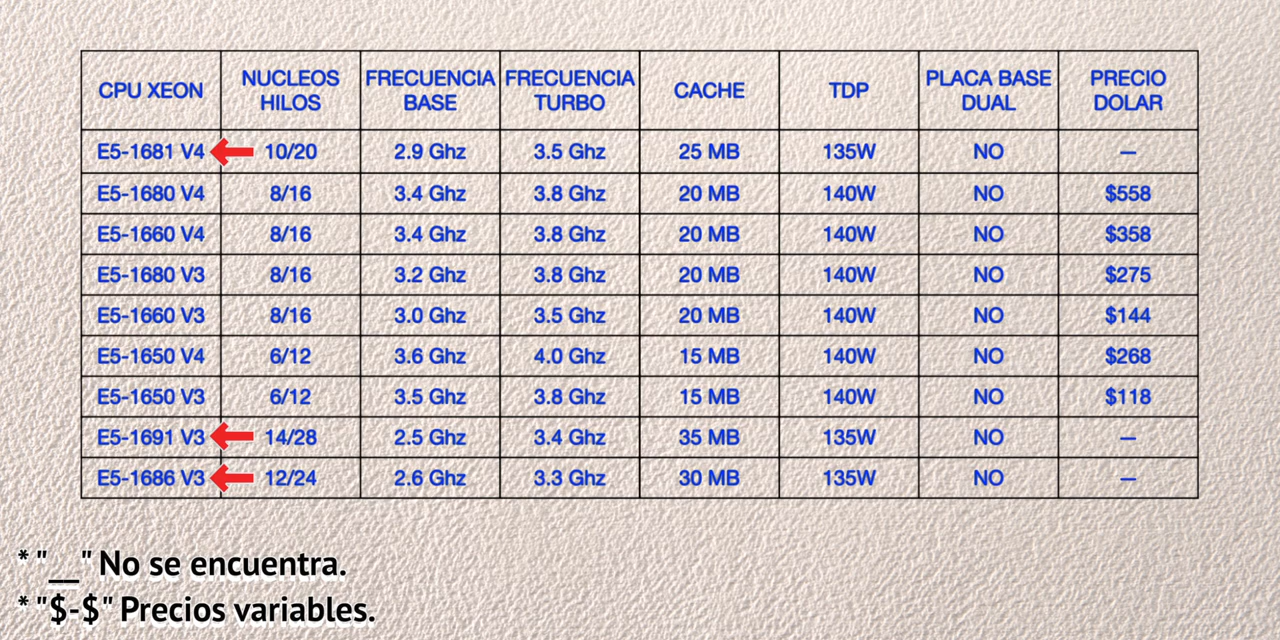 CPU XEON NUCLEOS HILOS FRECUENCIA BASE FRECUENCIA TURBO CACHE TDP PLACA BASE DUAL PRECIO DOLAR
E5-1681 V4 10/20 2.9 Ghz 3.5 Ghz 25 MB 135W NO —
E5-1680 V4 8/16 3.4 Ghz 3.8 Ghz 20 MB 140W NO $558
E5-1660 V4 8/16 3.4 Ghz 3.8 Ghz 20 MB 140W NO $358
E5-1680 V3 8/16 3.2 Ghz 3.8 Ghz 20 MB 140W NO $275
E5-1660 V3 8/16 3.0 Ghz 3.5 Ghz 20 MB 140W NO $144
E5-1650 V4 6/12 3.6 Ghz 4.0 Ghz 15 MB 140W NO $268
E5-1650 V3 6/12 3.5 Ghz 3.8 Ghz 15 MB 140W NO $118
E5-1691 V3 14/28 2.5 Ghz 3.4 Ghz 35 MB 135W NO —
E5-1686 V3 12/24 2.6 Ghz 3.3 Ghz 30 MB 135W NO —
* "__" No se encuentra.
* "$-$" Precios variables.